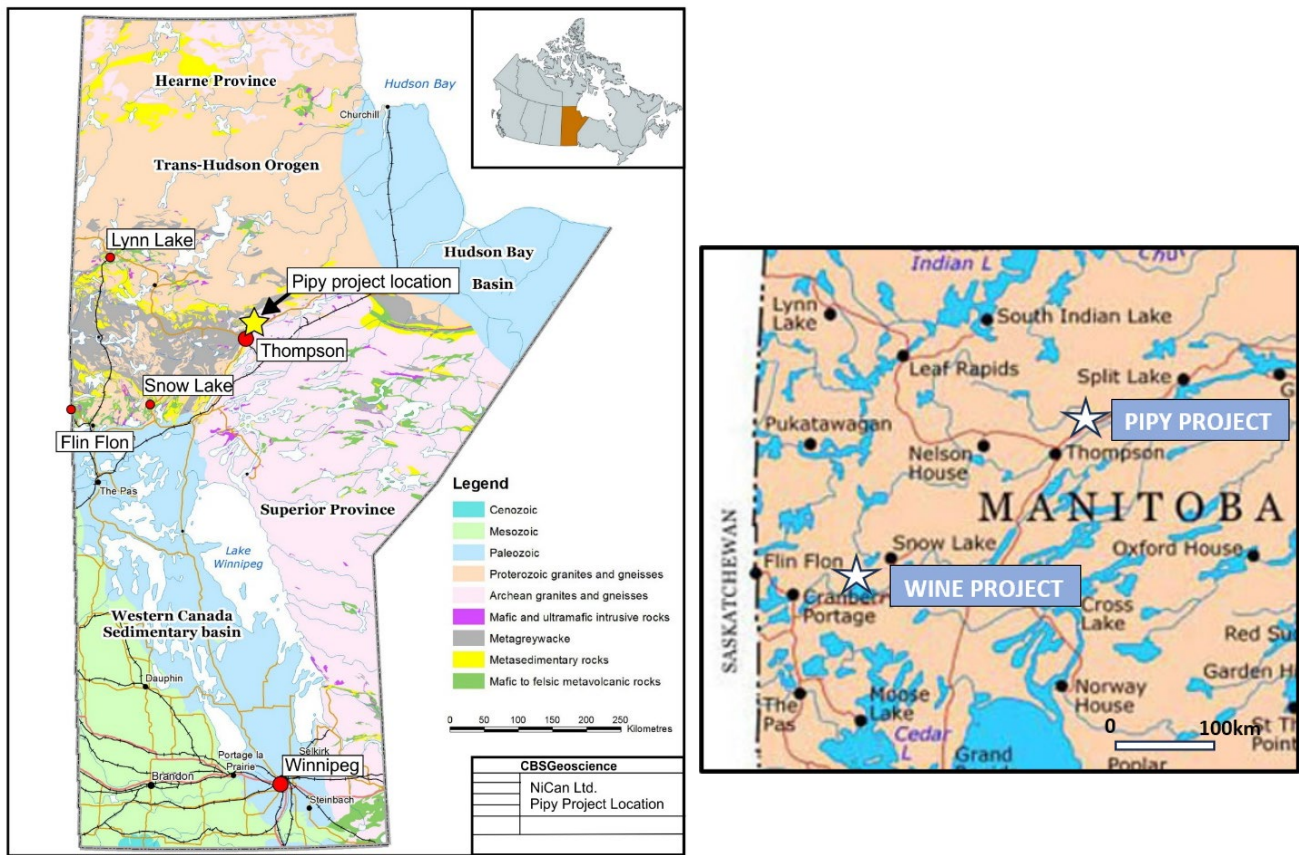 Hearne Province
Hudson Bay
Churchill
Trans-Hudson Orogen
Lynn Lake
Hudson Bay
Basin
Pipy project location
Thompson
Snow Lake
Flin Flon
The Pas
Superior Province
Lake
Winnipeg
Western Canada
Sedimentary basin
Dauphin
Portage la
Prairie
Selkirk
Winnipeg
Brandon
Steinbach
Legend
Cenozoic
Mesozoic
Paleozoic
Proterozoic granites and gneisses
Archean granites and gneisses
Mafic and ultramafic intrusive rocks
Metagreywacke
Metasedimentary rocks
Mafic to felsic metavolcanic rocks
0 50 100 150 200 250
Kilometres
CBSGeoscience
NiCan Ltd.
Pipy Project Location
Southern
Indian L
Chu
Lynn
Lake
South Indian Lake
Leaf Rapids
Split Lake
G
PIPY PROJECT
Pukatawagan
Nelson
House
Thompson
MANITOBA
SASKATCHEWAN
Flin Flon
Snow Lake
Oxford House
WINE PROJECT
Cranberr
Portage
Cross
Lake
Red Su
Garden H
The
Pas
Moose
Lake
Cedar
L
Norway
House
0 100km
St Th
Point
Grand
Poplar